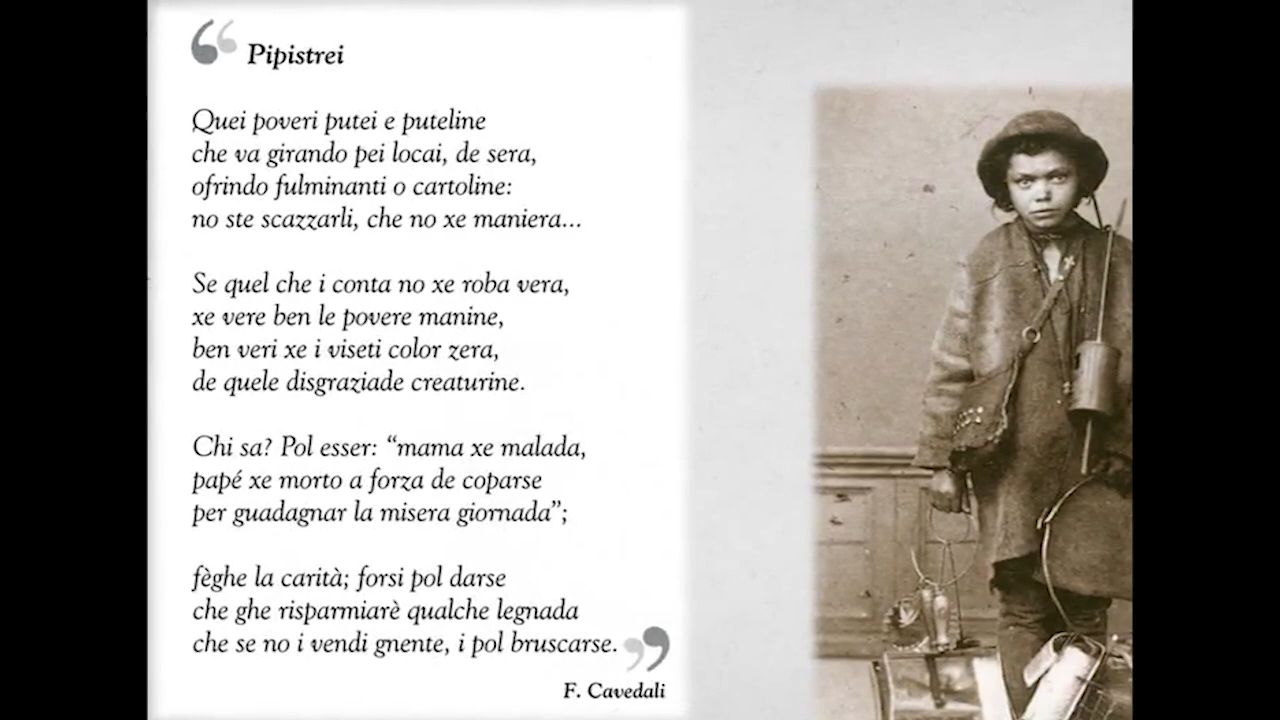 Pipistrei
Quei poveri putei e puteline
che va girando pei locai, de sera,
ofrindo fulminanti o cartoline:
no ste scazzarli, che no xe maniera...
Se quel che i conta no xe roba vera,
xe vere ben le povere manine,
ben veri xe i viseti color zera,
de quele disgraziade creaturine.
Chi sa? Pol esser: “mama xe malada,
papé xe morto a forza de coparse
per guadagnar la misera giornada”;
fèghe la carità; forsi pol darse
che ghe risparmiarè qualche legnada
che se no i vendi gnente, i pol bruscarse.
F. Cavedali